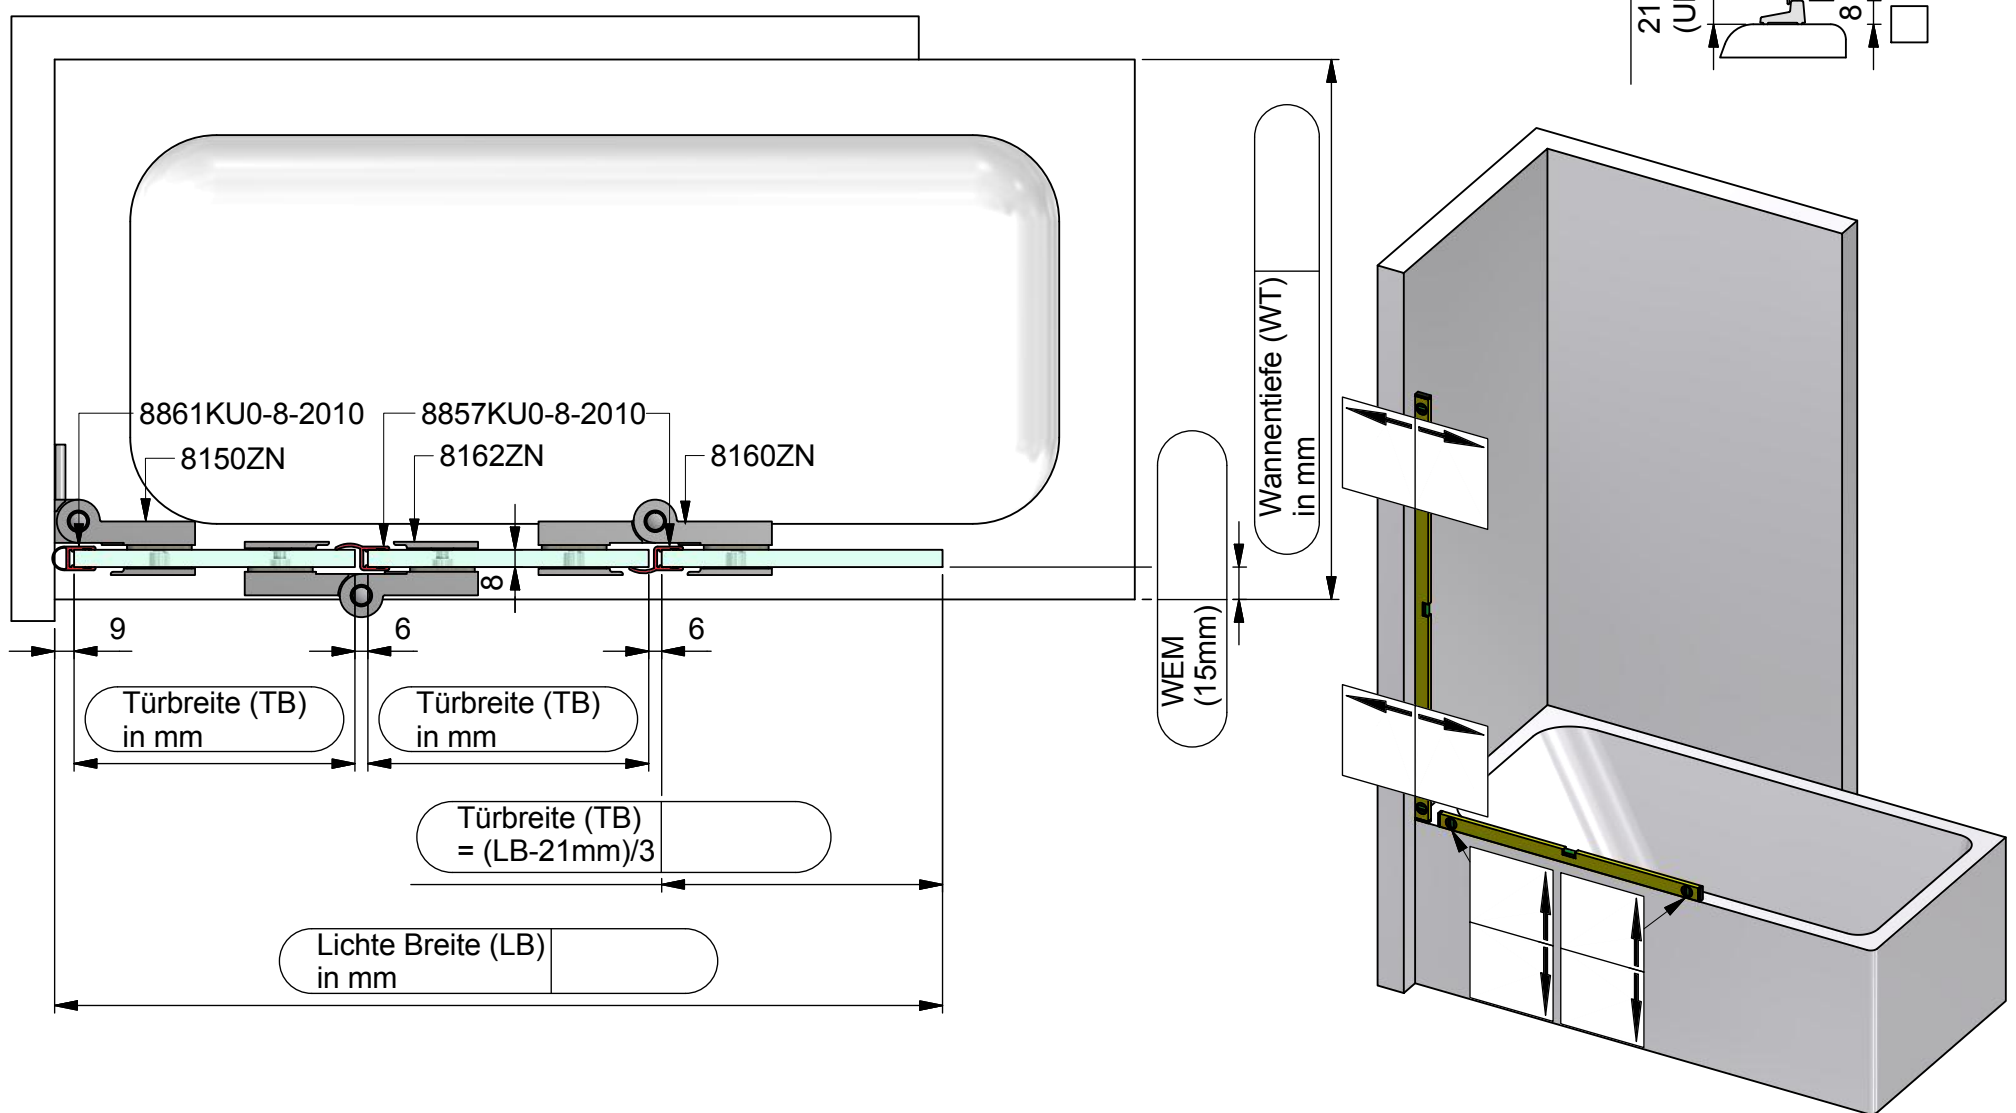 21
8
8861KU0-8-2010
8857KU0-8-2010
8150ZN
8162ZN
8160ZN
8
9
6
6
Türbreite (TB)
in mm
Türbreite (TB)
in mm
Türbreite (TB)
= (LB-21mm)/3
Lichte Breite (LB)
in mm
Wannentiefe (WT)
in mm
WEM
(15mm)